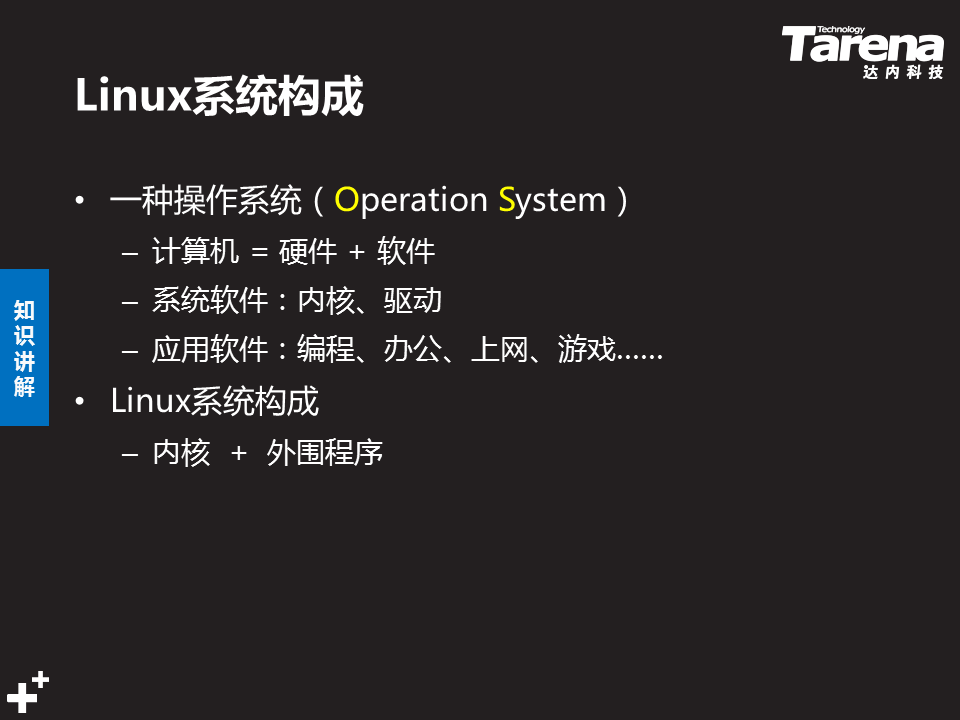 Technology
Tarena
达内科技
Linux系统构成
• 一种操作系统（Operation System）
– 计算机 = 硬件 + 软件
– 系统软件：内核、驱动
– 应用软件：编程、办公、上网、游戏……
• Linux系统构成
– 内核 + 外围程序
知识讲解